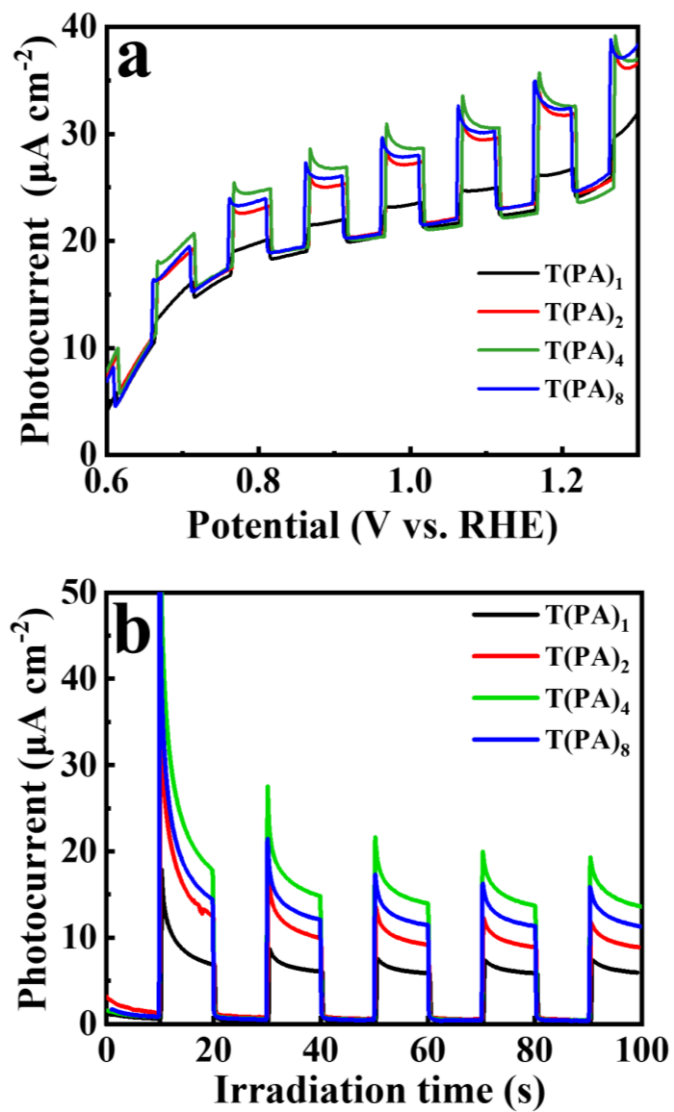 a
40
30
20
10
0
Photocurrent (μA cm⁻²)
T(PA)₁
T(PA)₂
T(PA)₄
T(PA)₈
0.6 0.8 1.0 1.2
Potential (V vs. RHE)
b
50
40
30
20
10
0
Photocurrent (μA cm⁻²)
T(PA)₁
T(PA)₂
T(PA)₄
T(PA)₈
0 20 40 60 80 100
Irradiation time (s)